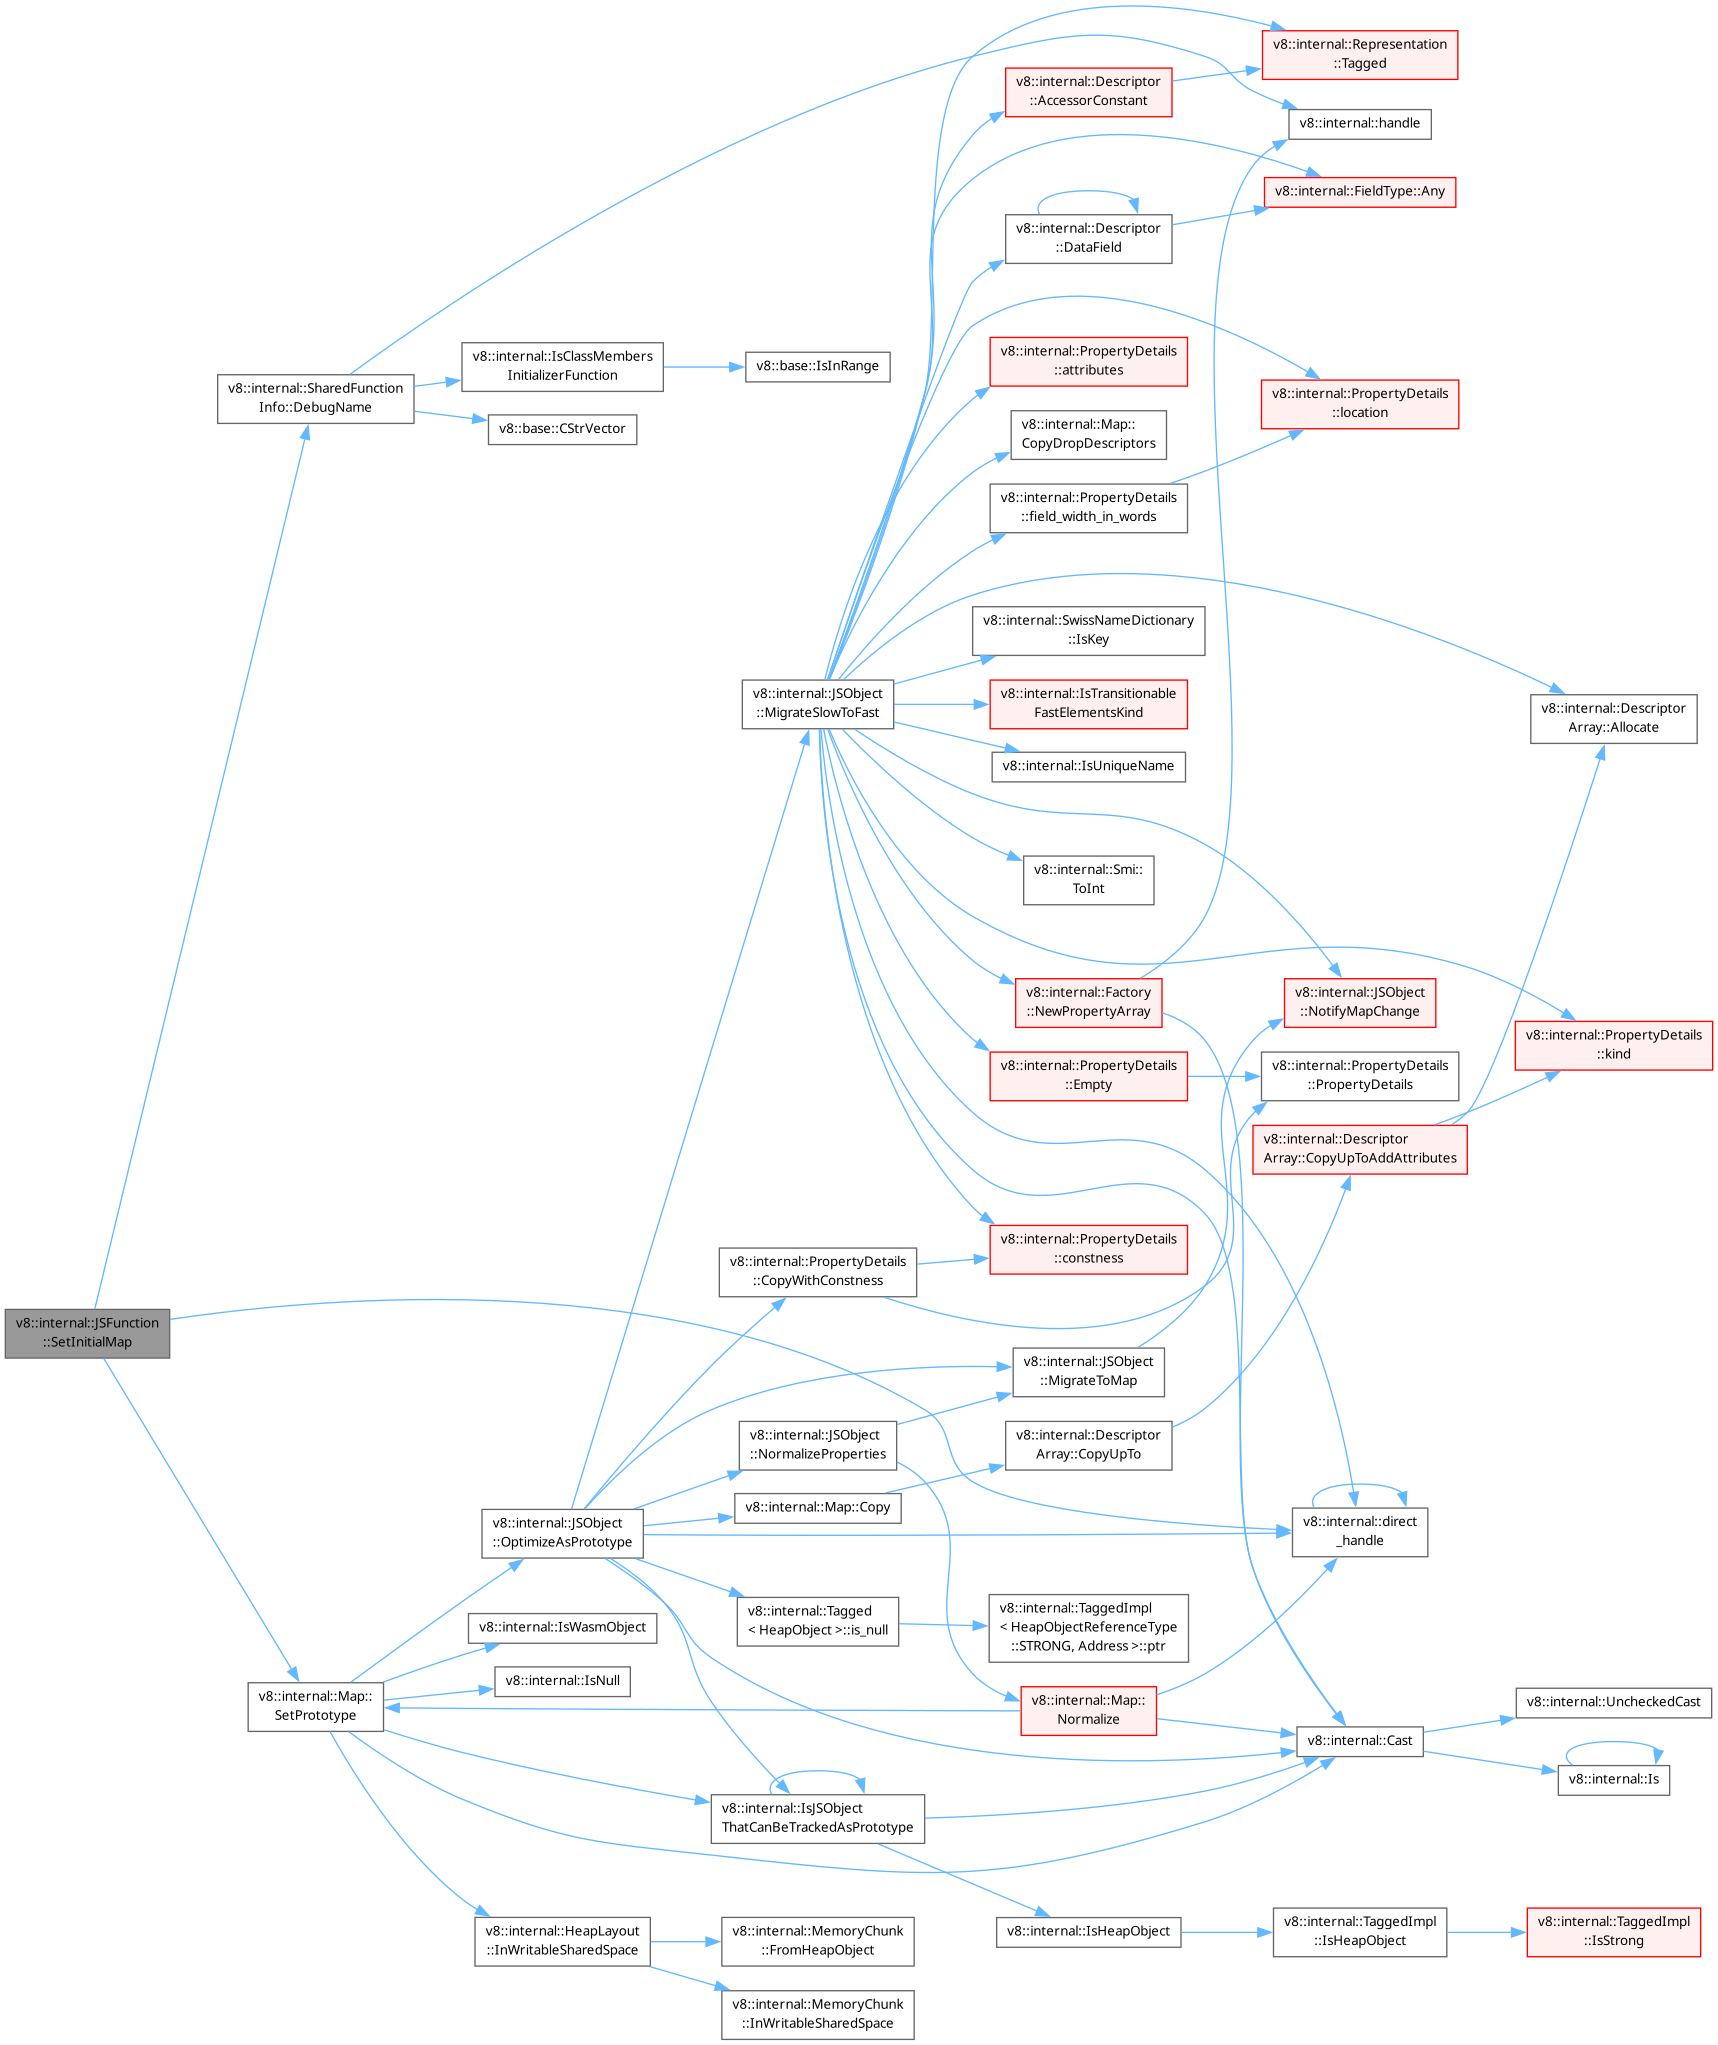 v8::internal::Representation
::Tagged
v8::internal::Descriptor
::AccessorConstant
v8::internal::handle
v8::internal::FieldType::Any
v8::internal::Descriptor
::DataField
v8::internal::SharedFunction
Info::DebugName
v8::internal::IsClassMembers
InitializerFunction
v8::base::IsInRange
v8::base::CStrVector
v8::internal::PropertyDetails
::attributes
v8::internal::PropertyDetails
::location
v8::internal::Map::
CopyDropDescriptors
v8::internal::PropertyDetails
::field_width_in_words
v8::internal::SwissNameDictionary
::IsKey
v8::internal::JSObject
::MigrateSlowToFast
v8::internal::IsTransitionable
FastElementsKind
v8::internal::Descriptor
Array::Allocate
v8::internal::IsUniqueName
v8::internal::Smi::
ToInt
v8::internal::Factory
::NewPropertyArray
v8::internal::JSObject
::NotifyMapChange
v8::internal::PropertyDetails
::kind
v8::internal::PropertyDetails
::Empty
v8::internal::PropertyDetails
::PropertyDetails
v8::internal::Descriptor
Array::CopyUpToAddAttributes
v8::internal::PropertyDetails
::CopyWithConstness
v8::internal::PropertyDetails
::constness
v8::internal::JSFunction
::SetInitialMap
v8::internal::JSObject
::MigrateToMap
v8::internal::JSObject
::NormalizeProperties
v8::internal::Descriptor
Array::CopyUpTo
v8::internal::Map::Copy
v8::internal::JSObject
::OptimizeAsPrototype
v8::internal::direct
_handle
v8::internal::Tagged
< HeapObject >::is_null
v8::internal::TaggedImpl
< HeapObjectReferenceType
::STRONG, Address >::ptr
v8::internal::IsWasmObject
v8::internal::IsNull
v8::internal::Map::
SetPrototype
v8::internal::Map::
Normalize
v8::internal::Cast
v8::internal::UncheckedCast
v8::internal::Is
v8::internal::IsJSObject
ThatCanBeTrackedAsPrototype
v8::internal::HeapLayout
::InWritableSharedSpace
v8::internal::MemoryChunk
::FromHeapObject
v8::internal::IsHeapObject
v8::internal::TaggedImpl
::IsHeapObject
v8::internal::TaggedImpl
::IsStrong
v8::internal::MemoryChunk
::InWritableSharedSpace